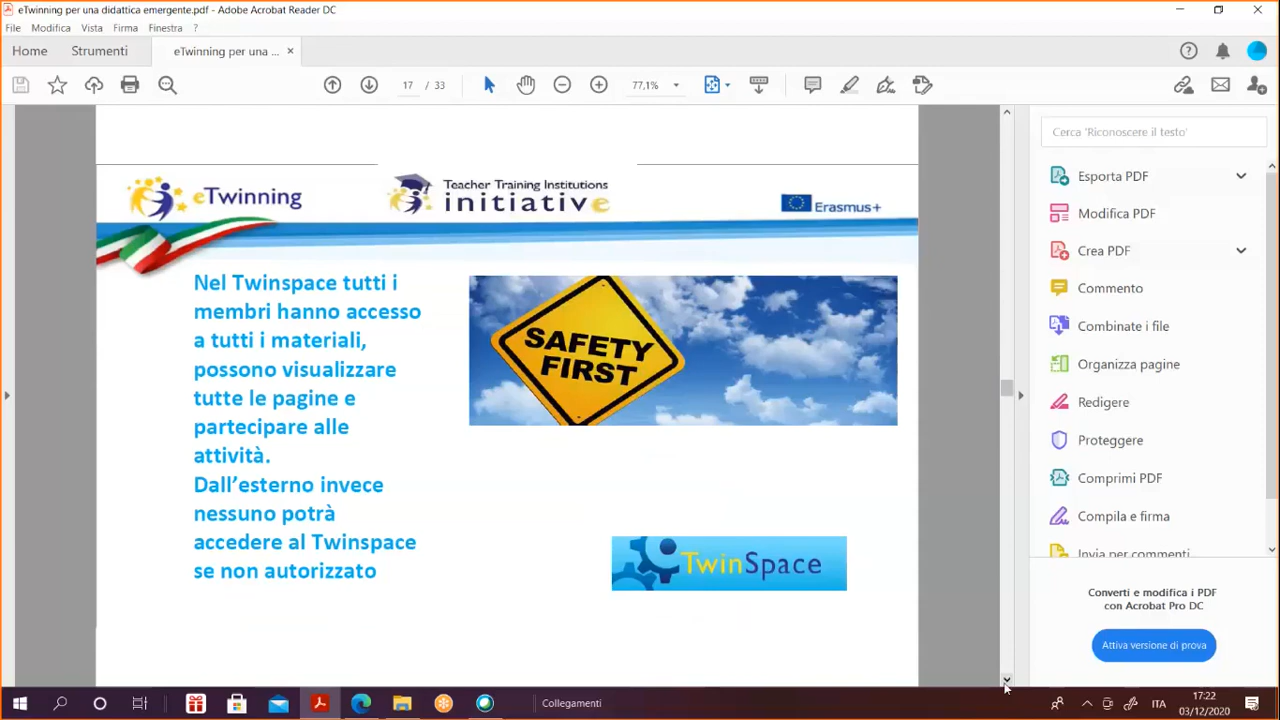 eTwinning per una didattica emergente.pdf - Adobe Acrobat Reader DC
File Modifica Vista Firma Finestra ?
Home Strumenti eTwinning per una ... ×
17 / 33 77,1%
Cerca 'Riconoscere il testo'
Esporta PDF
Modifica PDF
Crea PDF
Commento
Combinate i file
Organizza pagine
Redigere
Proteggere
Comprimi PDF
Compila e firma
Invia per commenti
Converti e modifica i PDF
con Acrobat Pro DC
Attiva versione di prova
eTwinning
Teacher Training Institutions
initiative
Erasmus+
Nel Twinspace tutti i
membri hanno accesso
a tutti i materiali,
possono visualizzare
tutte le pagine e
partecipare alle
attività.
Dall’esterno invece
nessuno potrà
accedere al Twinspace
se non autorizzato
SAFETY
FIRST
TwinSpace
Collegamenti
ITA
17:22
03/12/2020